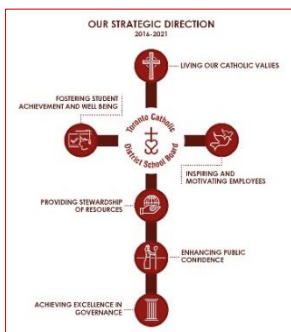 OUR STRATEGIC DIRECTION
2016-2021
LIVING OUR CATHOLIC VALUES
FOSTERING STUDENT
ACHIEVEMENT AND WELL BEING
Toronto Catholic
District School Board
INSPIRING AND
MOTIVATING EMPLOYEES
PROVIDING STEWARDSHIP
OF RESOURCES
ENHANCING PUBLIC
CONFIDENCE
ACHIEVING EXCELLENCE IN
GOVERNANCE